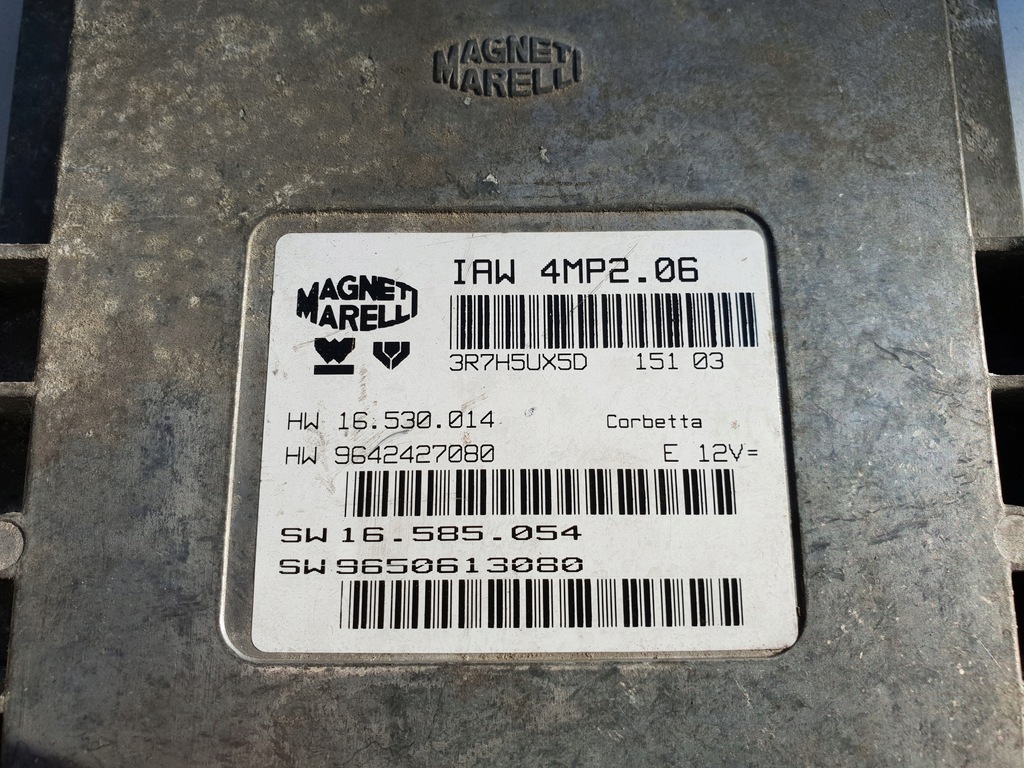 MAGNETI
MARELLI
IAW 4MP2.06
MAGNETI
MARELLI
3R7H5UX5D 151 03
HW 16.530.014 Corbetta
HW 9642427080 E 12V=
SW 16.585.054
SW 9650613080